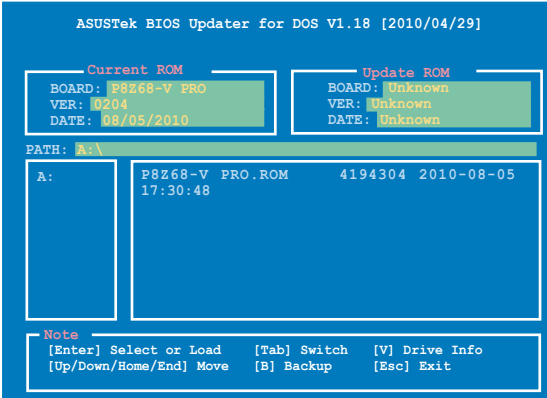 ASUSTek BIOS Updater for DOS V1.18 [2010/04/29]
Current ROM
BOARD: P8Z68-V PRO
VER: 0204
DATE: 08/05/2010
Update ROM
BOARD: Unknown
VER: Unknown
DATE: Unknown
PATH: A:\
A:
P8Z68-V PRO.ROM 4194304 2010-08-05
17:30:48
Note
[Enter] Select or Load [Tab] Switch [V] Drive Info
[Up/Down/Home/End] Move [B] Backup [Esc] Exit